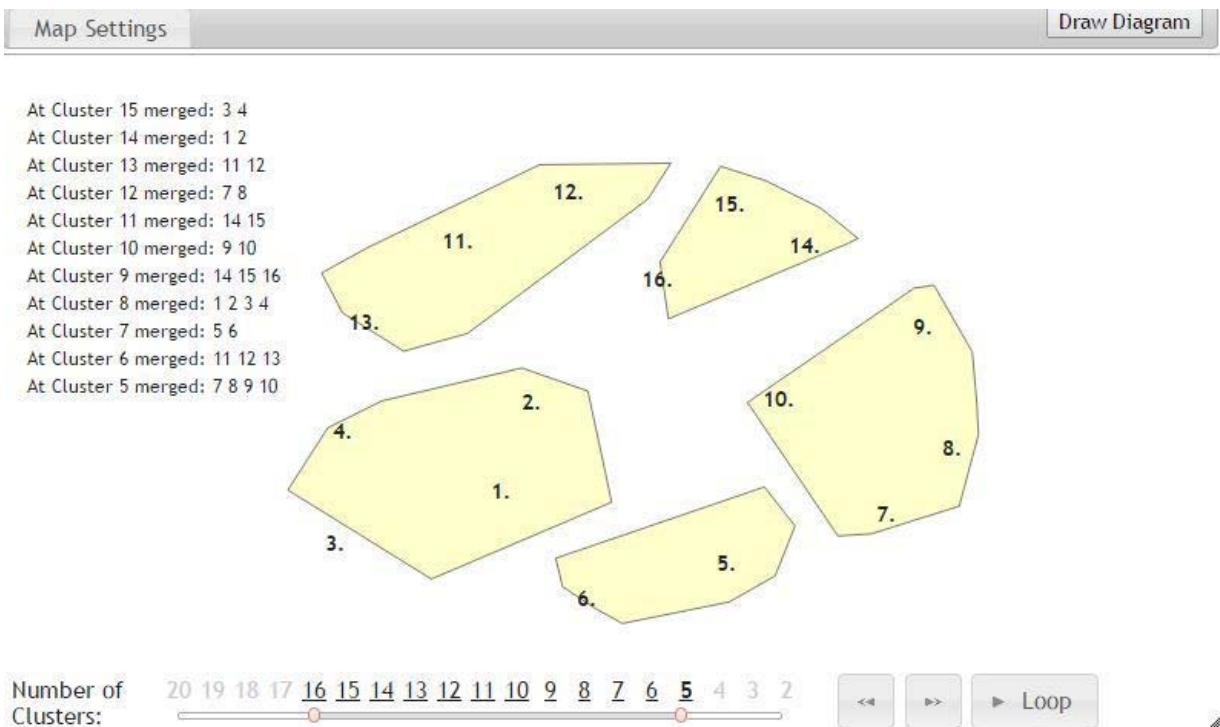 Map Settings
Draw Diagram
At Cluster 15 merged: 3 4
At Cluster 14 merged: 1 2
At Cluster 13 merged: 11 12
At Cluster 12 merged: 7 8
At Cluster 11 merged: 14 15
At Cluster 10 merged: 9 10
At Cluster 9 merged: 14 15 16
At Cluster 8 merged: 1 2 3 4
At Cluster 7 merged: 5 6
At Cluster 6 merged: 11 12 13
At Cluster 5 merged: 7 8 9 10
12.
15.
11.
14.
16.
13.
9.
10.
2.
4.
8.
1.
7.
3.
5.
6.
Number of
Clusters:
20 19 18 17 16 15 14 13 12 11 10 9 8 7 6 5 4 3 2
Loop